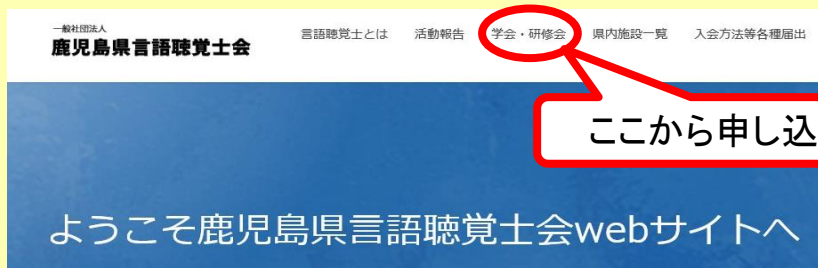 一般社団法人
鹿児島県言語聴覚士会
言語聴覚士とは 活動報告 学会・研修会 県内施設一覧 入会方法等各種届出
ここから申し込
ようこそ鹿児島県言語聴覚士会webサイトへ